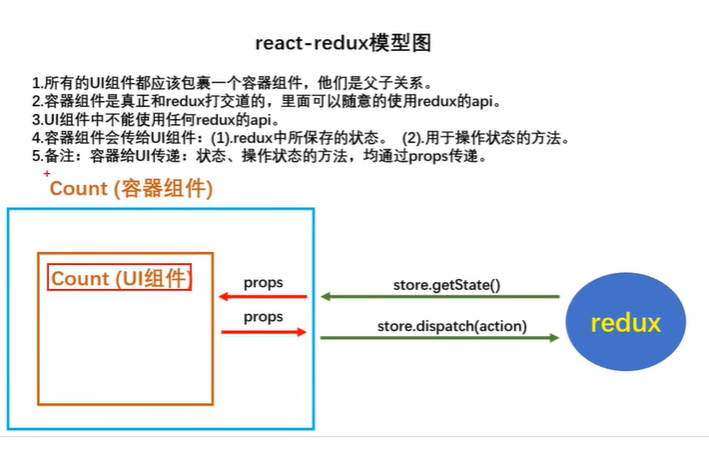 react-redux模型图
1.所有的UI组件都应该包裹一个容器组件，他们是父子关系。
2.容器组件是真正和redux打交道的，里面可以随意的使用redux的api。
3.UI组件中不能使用任何redux的api。
4.容器组件会传给UI组件：(1).redux中所保存的状态。 (2).用于操作状态的方法。
5.备注：容器给UI传递：状态、操作状态的方法，均通过props传递。
Count (容器组件)
Count (UI组件)
props
store.getState()
props
store.dispatch(action)
redux